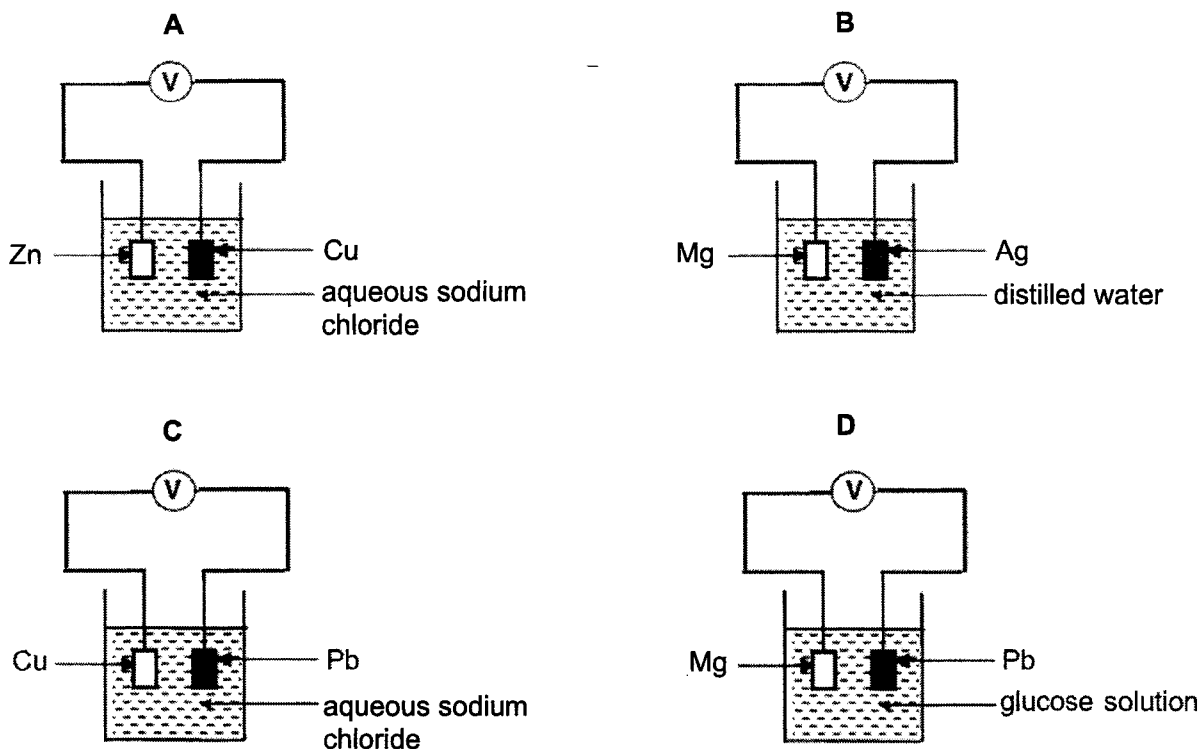 A
V
Zn
Cu
aqueous sodium
chloride
B
V
Mg
Ag
distilled water
C
V
Cu
Pb
aqueous sodium
chloride
D
V
Mg
Pb
glucose solution